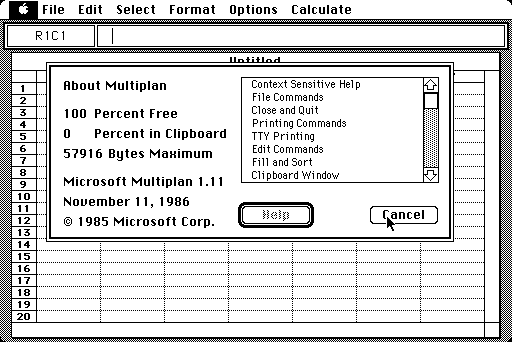 File Edit Select Format Options Calculate
R1C1
Untitled
About Multiplan
100 Percent Free
0 Percent in Clipboard
57916 Bytes Maximum
Microsoft Multiplan 1.11
November 11, 1986
© 1985 Microsoft Corp.
Context Sensitive Help
File Commands
Close and Quit
Printing Commands
TTY Printing
Edit Commands
Fill and Sort
Clipboard Window
Help
Cancel
1
2
3
4
5
6
7
8
9
10
11
12
13
14
15
16
17
18
19
20